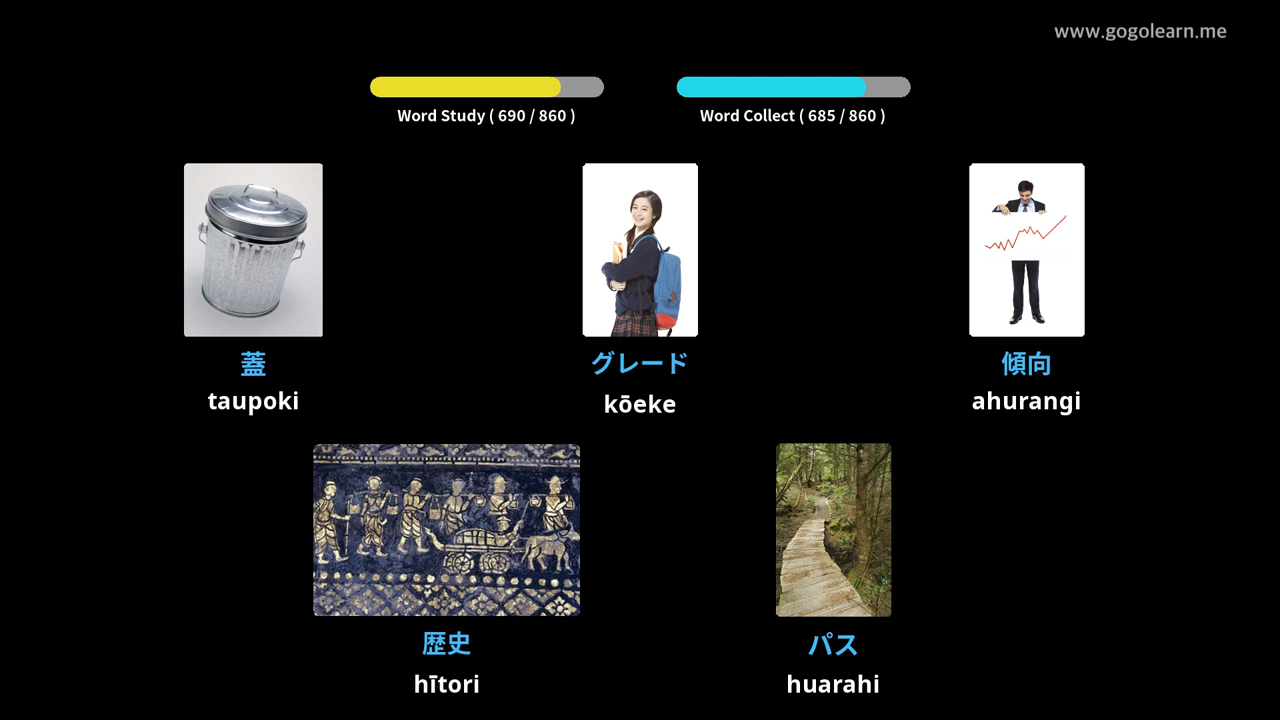 www.gogolearn.me
Word Study ( 690 / 860 )
Word Collect ( 685 / 860 )
蓋
グレード
傾向
taupoki
kōeke
ahurangi
歴史
パス
hītori
huarahi